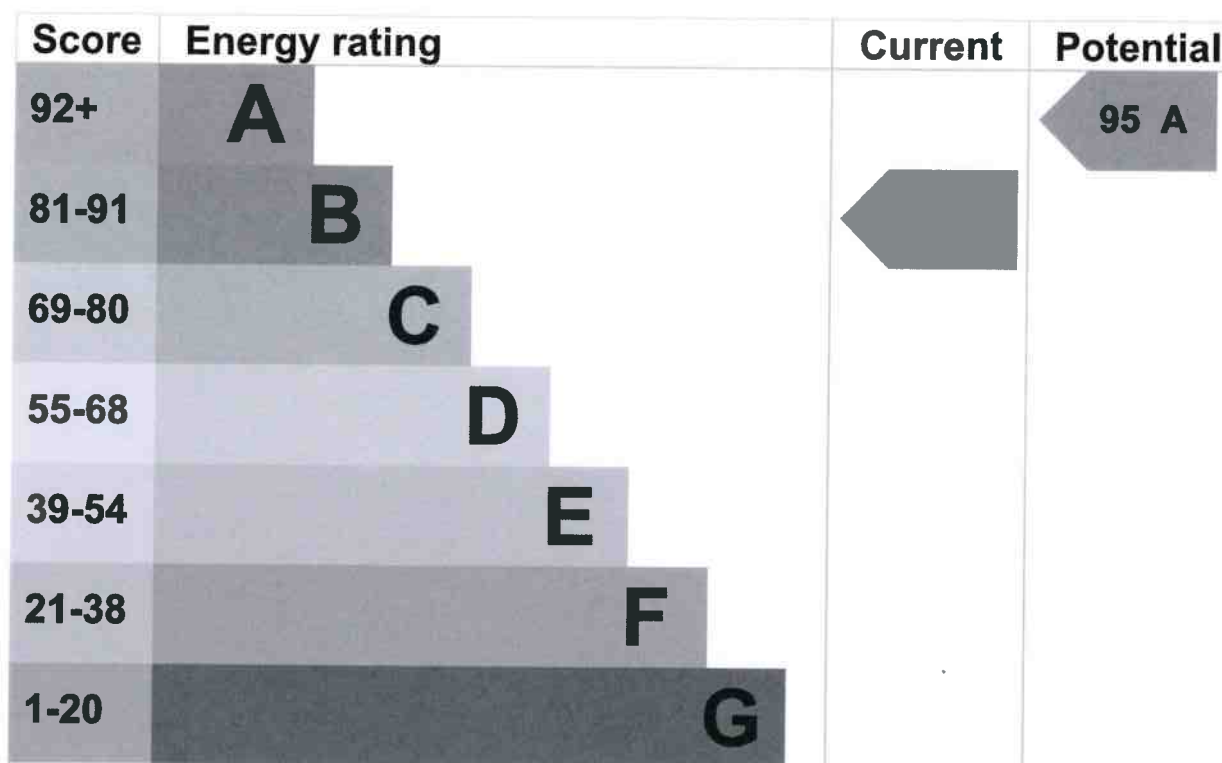 Score Energy rating Current Potential
92+ A 95 A
81-91 B
69-80 C
55-68 D
39-54 E
21-38 F
1-20 G